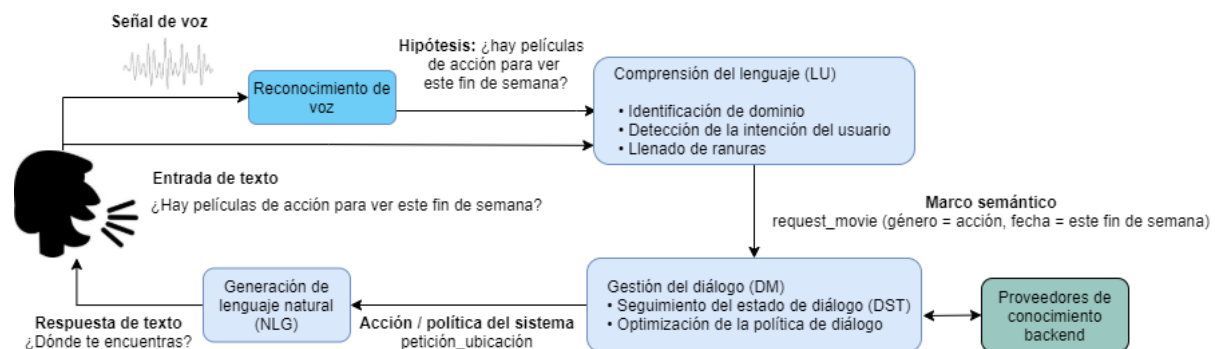 Señal de voz
Reconocimiento de
voz
Hipótesis: ¿hay películas
de acción para ver
este fin de semana?
Comprensión del lenguaje (LU)
• Identificación de dominio
• Detección de la intención del usuario
• Llenado de ranuras
Entrada de texto
¿Hay películas de acción para ver este fin de semana?
Marco semántico
request_movie (género = acción, fecha = este fin de semana)
Gestión del diálogo (DM)
• Seguimiento del estado de diálogo (DST)
• Optimización de la política de diálogo
Proveedores de
conocimiento
backend
Acción / política del sistema
petición_ubicación
Generación de
lenguaje natural
(NLG)
Respuesta de texto
¿Dónde te encuentras?